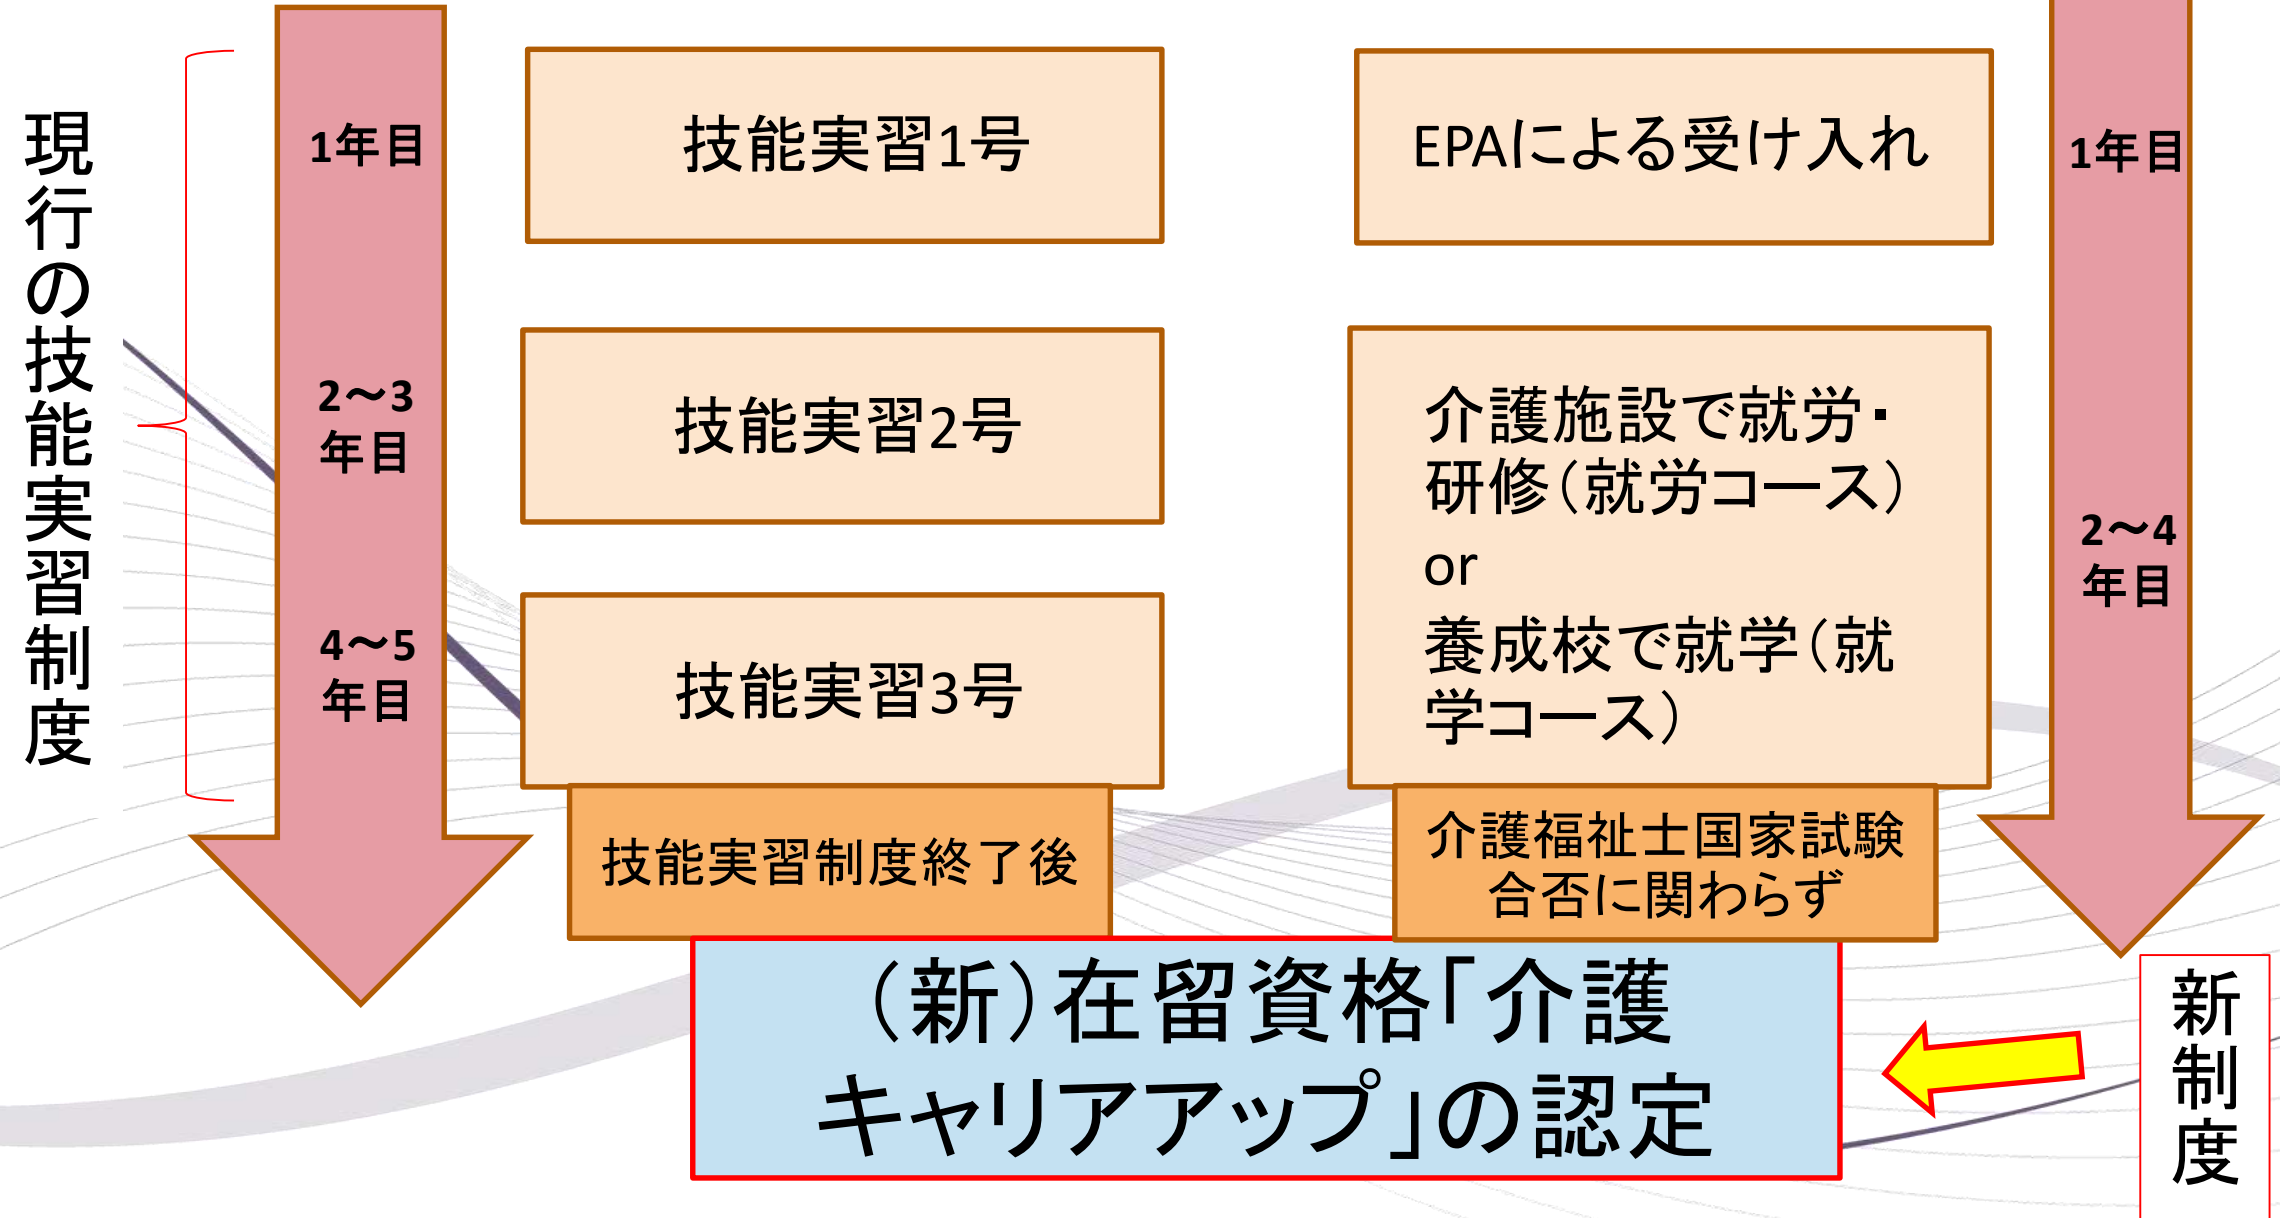 現行の技能実習制度
1年目
2～3
年目
4～5
年目
技能実習1号
技能実習2号
技能実習3号
技能実習制度終了後
EPAによる受け入れ
介護施設で就労・
研修（就労コース）
or
養成校で就学（就
学コース）
介護福祉士国家試験
合否に関わらず
1年目
2～4
年目
（新）在留資格「介護
キャリアアップ」の認定
新制度